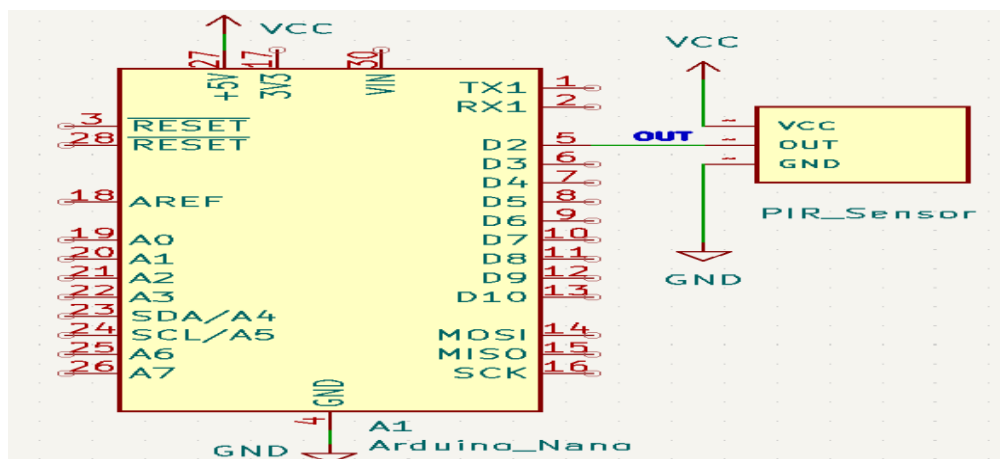 VCC
27
17
30
+5V
3V3
VIN
TX1
1
RX1
2
3
RESET
28
RESET
D2
5
D3
6
D4
7
18
AREF
D5
8
D6
9
19
A0
D7
10
20
A1
D8
11
21
A2
D9
12
22
A3
D10
13
23
SDA/A4
24
SCL/A5
MOSI
14
25
A6
MISO
15
26
A7
SCK
16
GND
4
A1
Arduino_Nano
GND
VCC
OUT
~
VCC
~
OUT
~
GND
PIR_Sensor
GND